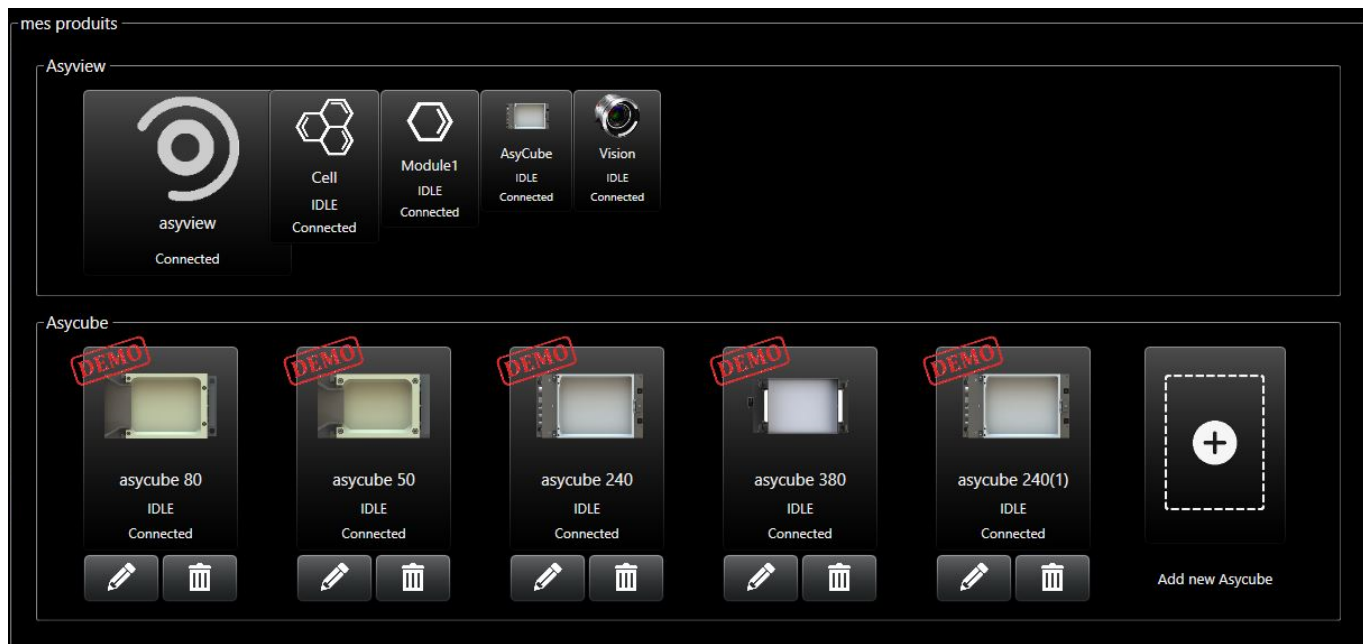 mes produits
Asyview
asyview
Connected
Cell
IDLE
Connected
Module1
IDLE
Connected
AsyCube
IDLE
Connected
Vision
IDLE
Connected
Asycube
DEMO
asycube 80
IDLE
Connected
DEMO
asycube 50
IDLE
Connected
DEMO
asycube 240
IDLE
Connected
DEMO
asycube 380
IDLE
Connected
DEMO
asycube 240(1)
IDLE
Connected
Add new Asycube